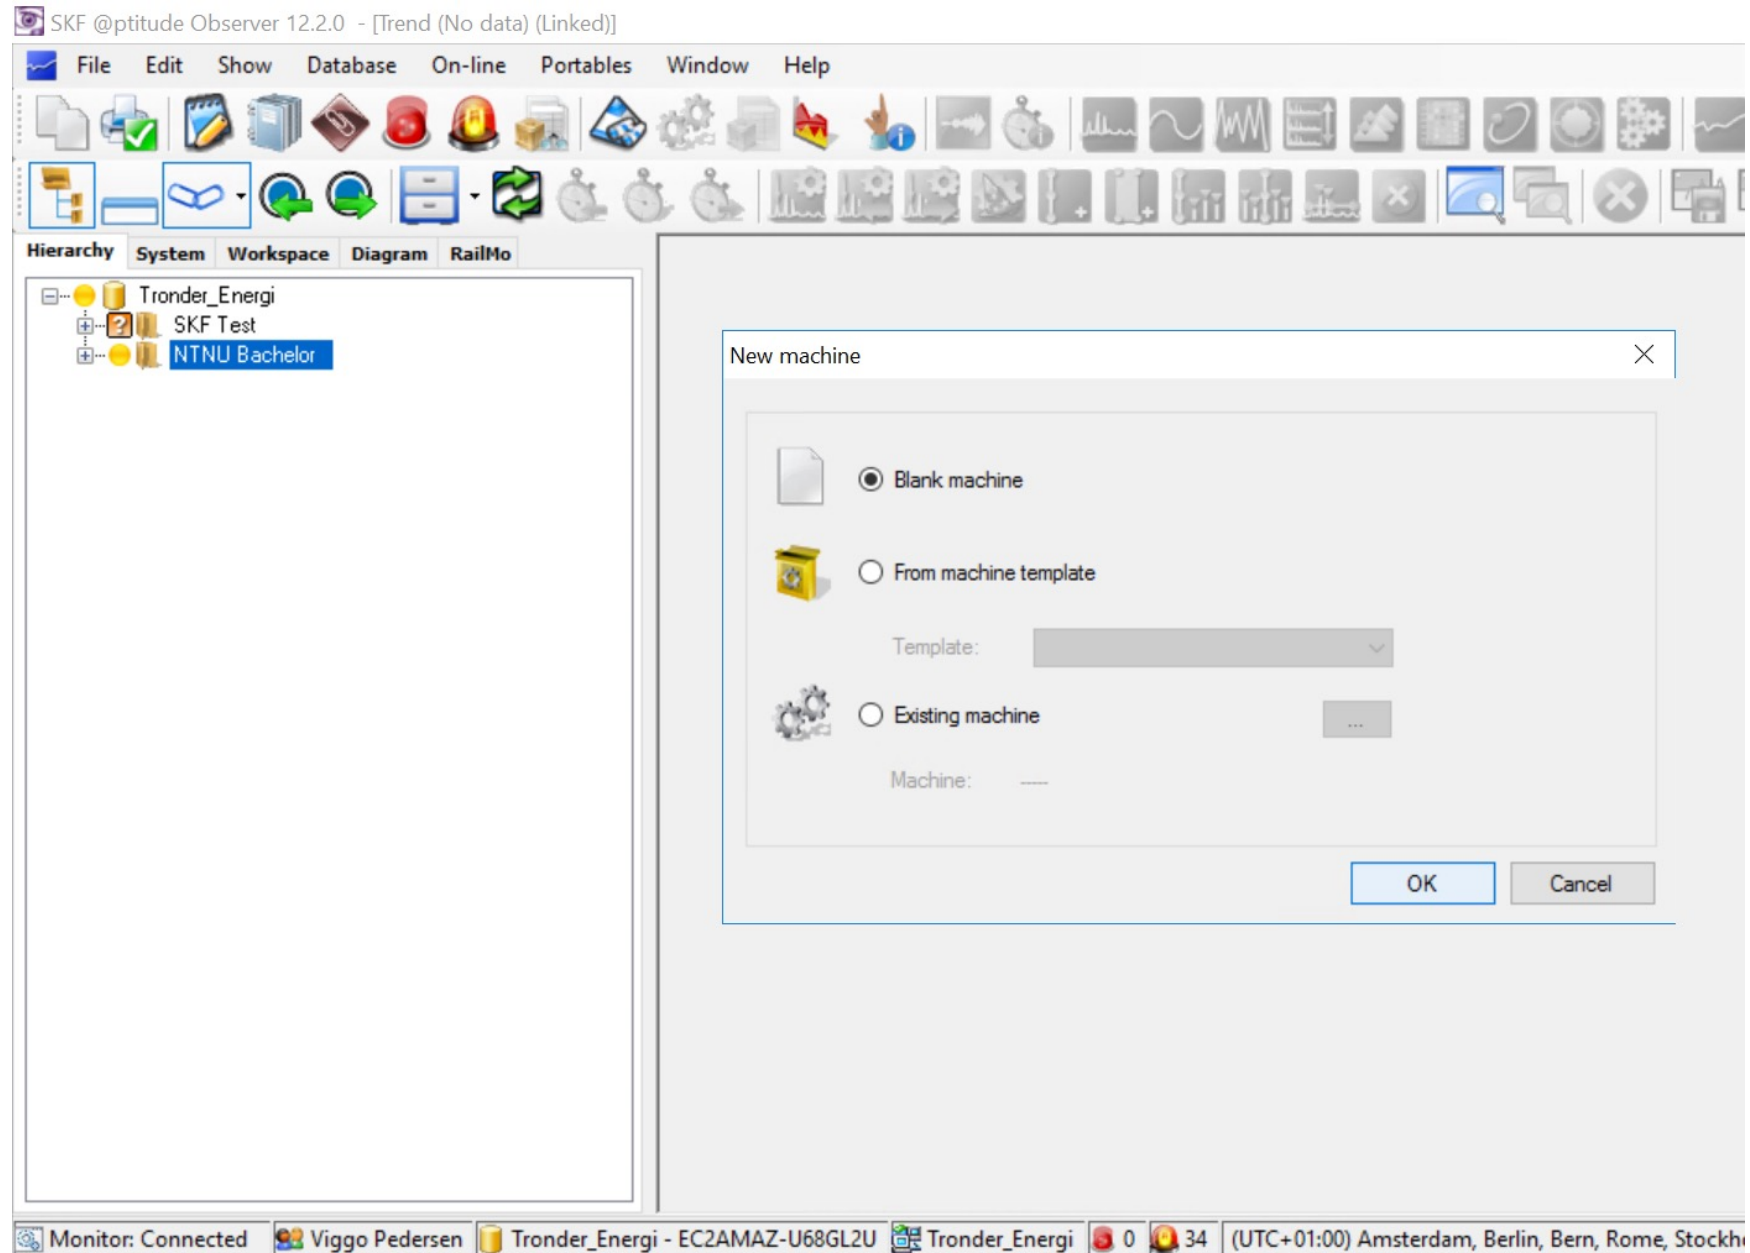 SKF @ptitude Observer 12.2.0 - [Trend (No data) (Linked)]
File Edit Show Database On-line Portables Window Help
Hierarchy System Workspace Diagram RailMo
Tronder_Energi
SKF Test
NTNU Bachelor
New machine
Blank machine
From machine template
Template:
Existing machine
...
Machine: -----
OK Cancel
Monitor: Connected Viggo Pedersen Tronder_Energi - EC2AMAZ-U68GL2U Tronder_Energi 0 34 (UTC+01:00) Amsterdam, Berlin, Bern, Rome,